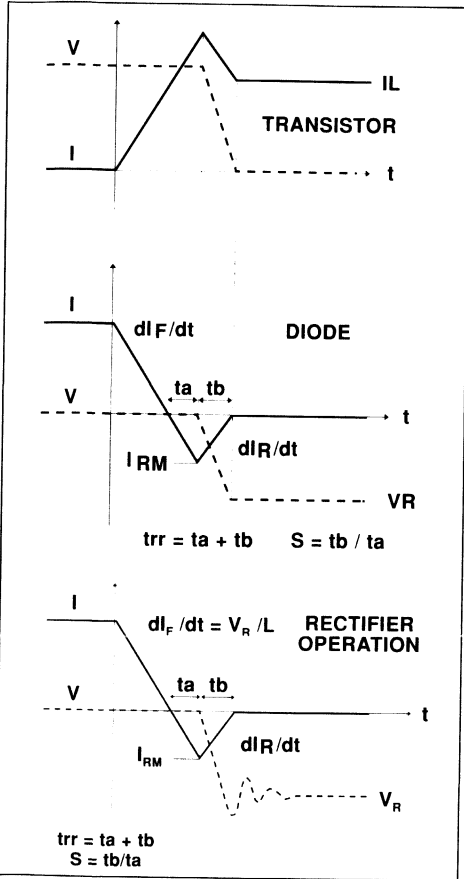 V
IL
TRANSISTOR
I
t
I
dIF/dt
DIODE
V
ta tb
t
IRM
dIR/dt
VR
trr = ta + tb S = tb / ta
I
dIF /dt = VR /L RECTIFIER
OPERATION
V
ta tb
t
IRM
dIR/dt
VR
trr = ta + tb
S = tb/ta